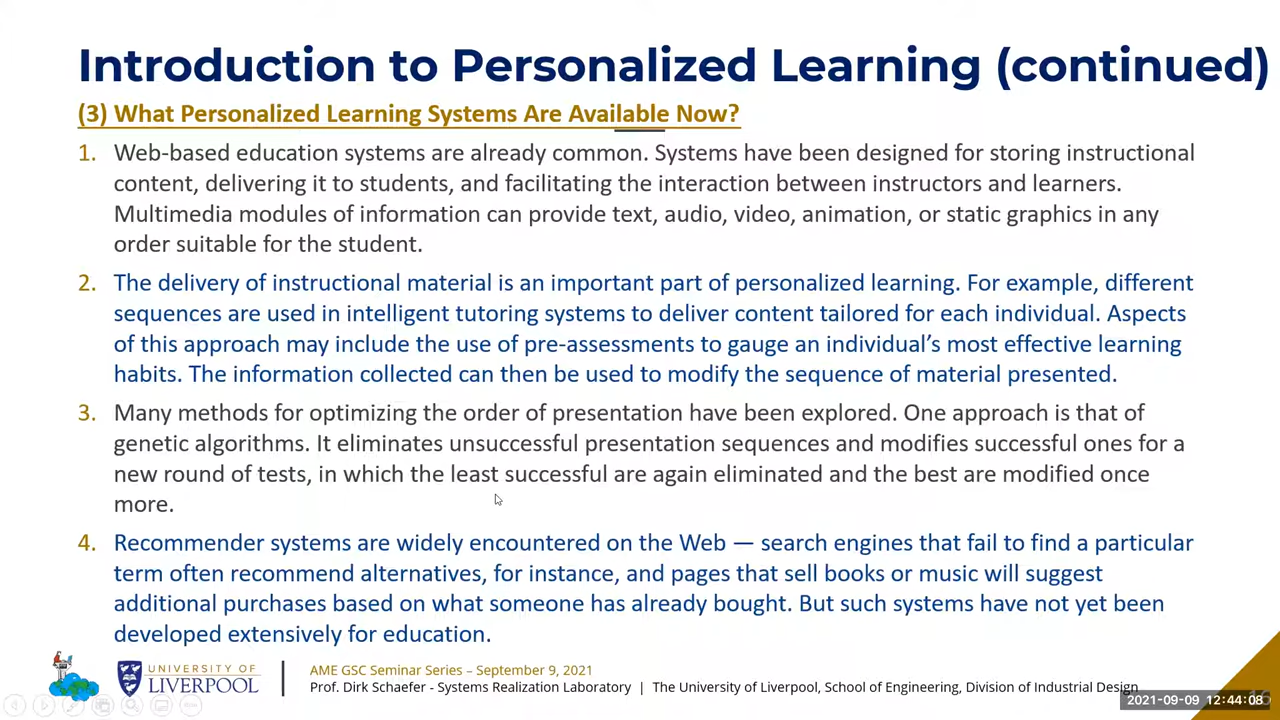 Introduction to Personalized Learning (continued)
(3) What Personalized Learning Systems Are Available Now?
1. Web-based education systems are already common. Systems have been designed for storing instructional
content, delivering it to students, and facilitating the interaction between instructors and learners.
Multimedia modules of information can provide text, audio, video, animation, or static graphics in any
order suitable for the student.
2. The delivery of instructional material is an important part of personalized learning. For example, different
sequences are used in intelligent tutoring systems to deliver content tailored for each individual. Aspects
of this approach may include the use of pre-assessments to gauge an individual’s most effective learning
habits. The information collected can then be used to modify the sequence of material presented.
3. Many methods for optimizing the order of presentation have been explored. One approach is that of
genetic algorithms. It eliminates unsuccessful presentation sequences and modifies successful ones for a
new round of tests, in which the least successful are again eliminated and the best are modified once
more.
4. Recommender systems are widely encountered on the Web — search engines that fail to find a particular
term often recommend alternatives, for instance, and pages that sell books or music will suggest
additional purchases based on what someone has already bought. But such systems have not yet been
developed extensively for education.
UNIVERSITY OF
LIVERPOOL
AME GSC Seminar Series – September 9, 2021
Prof. Dirk Schaefer - Systems Realization Laboratory | The University of Liverpool, School of Engineering, Division of Industrial Design
2021-09-09 12:44:08